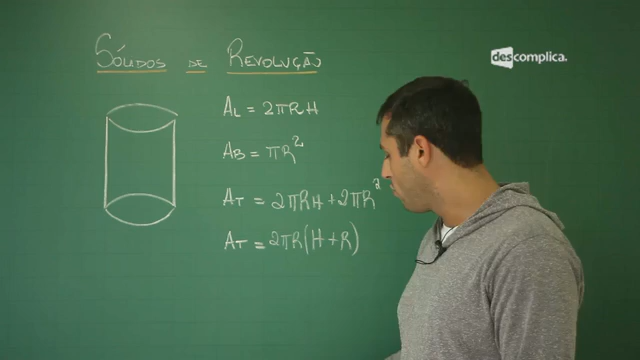 SÓLIDOS DE REVOLUÇÃO
descomplica.
AL = 2πRH
AB = πR²
AT = 2πRH + 2πR²
AT = 2πR(H + R)